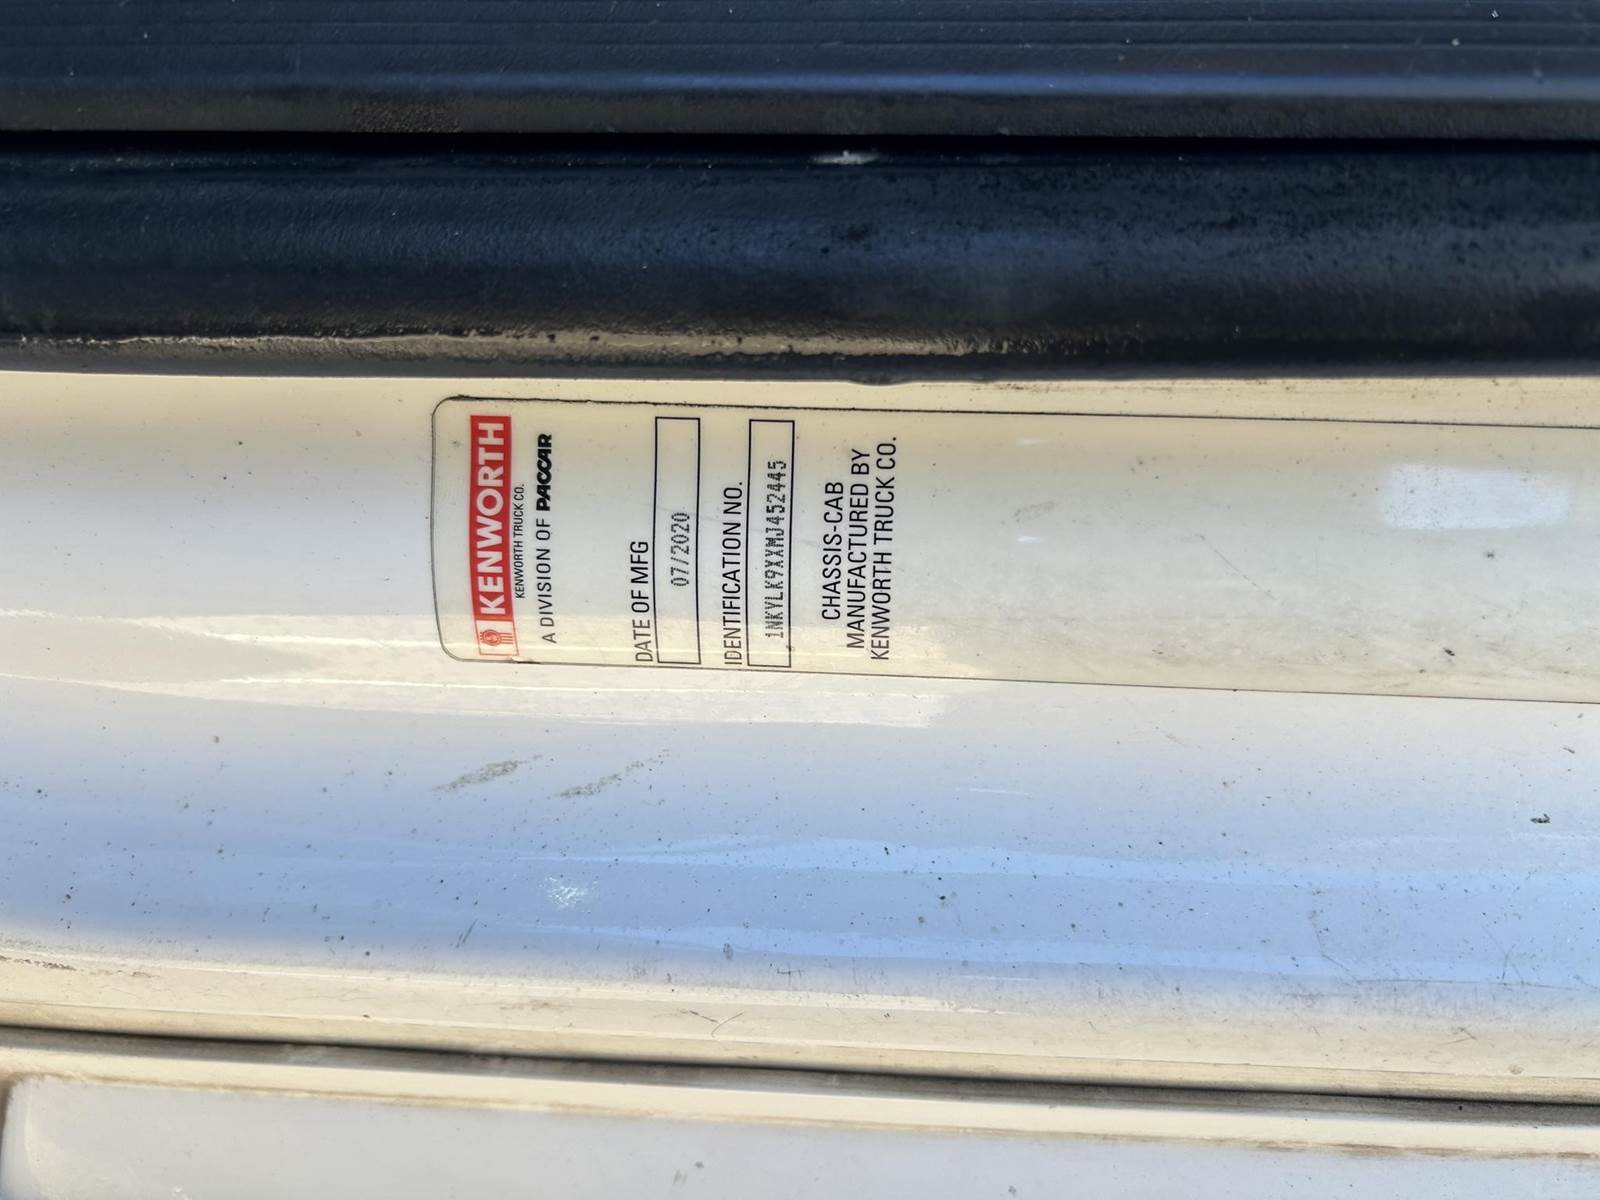 KENWORTH
KENWORTH TRUCK CO.
A DIVISION OF PACCAR
DATE OF MFG
07/2020
IDENTIFICATION NO.
1NKYLK9XXMJ452445
CHASSIS-CAB
MANUFACTURED BY
KENWORTH TRUCK CO.